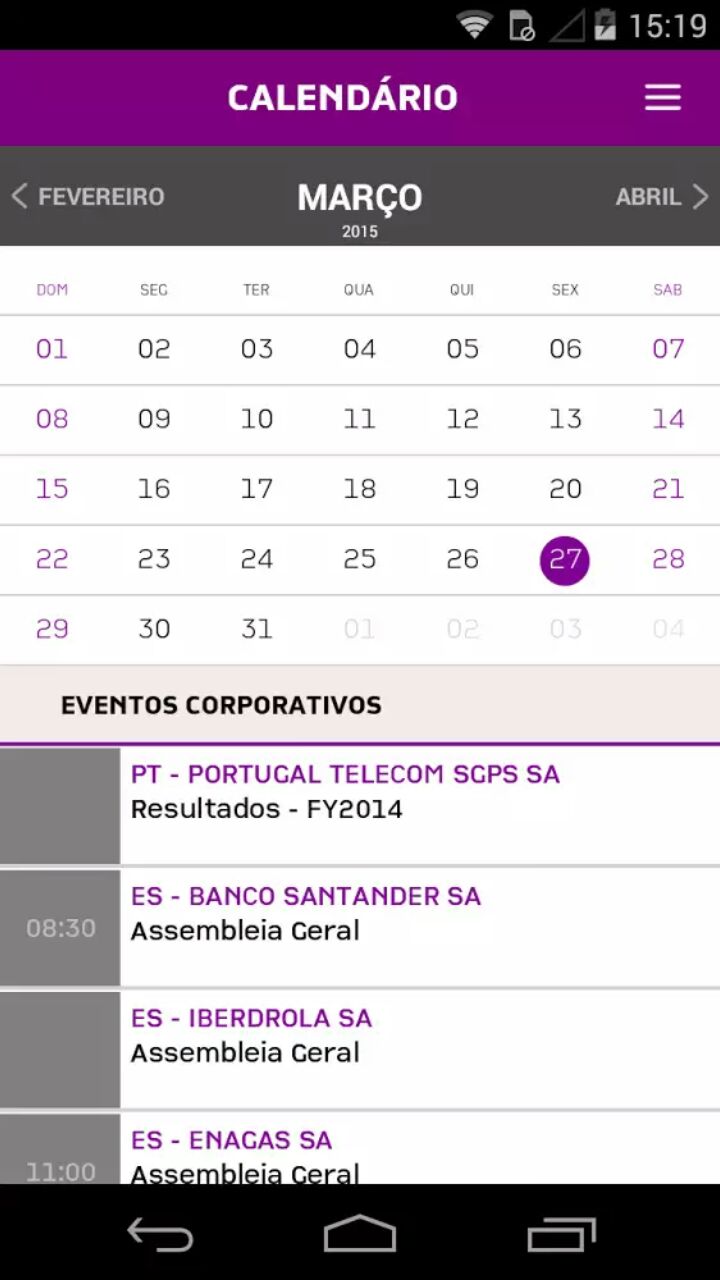 15:19
CALENDÁRIO
FEVEREIRO MARÇO ABRIL
2015
DOM SEG TER QUA QUI SEX SAB
01 02 03 04 05 06 07
08 09 10 11 12 13 14
15 16 17 18 19 20 21
22 23 24 25 26 27 28
29 30 31 01 02 03 04
EVENTOS CORPORATIVOS
PT - PORTUGAL TELECOM SGPS SA
Resultados - FY2014
ES - BANCO SANTANDER SA
08:30
Assembleia Geral
ES - IBERDROLA SA
Assembleia Geral
ES - ENAGAS SA
11:00
Assembleia Geral